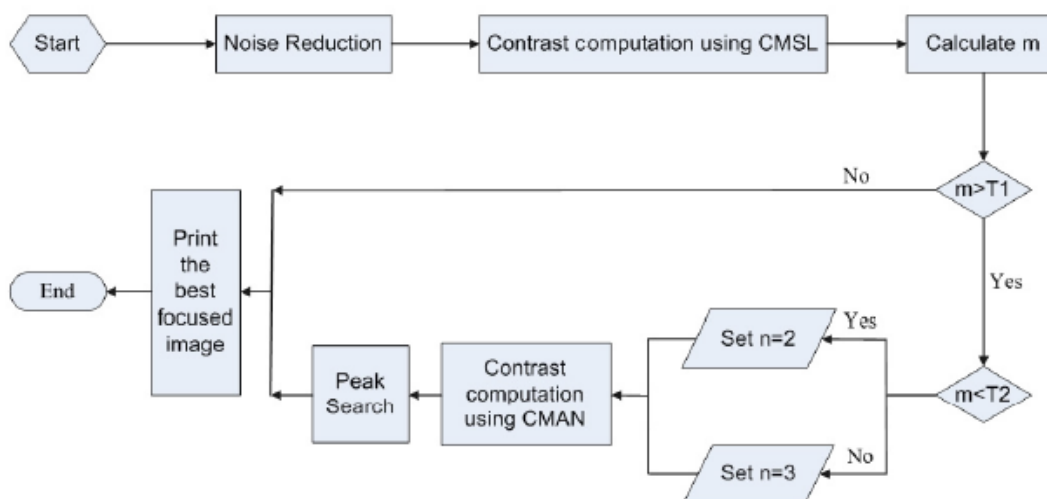 Start
Noise Reduction
Contrast computation using CMSL
Calculate m
No
m>T1
Yes
Print
the
best
focused
image
End
Set n=2
Yes
Peak
Search
Contrast
computation
using CMAN
m<T2
Set n=3
No